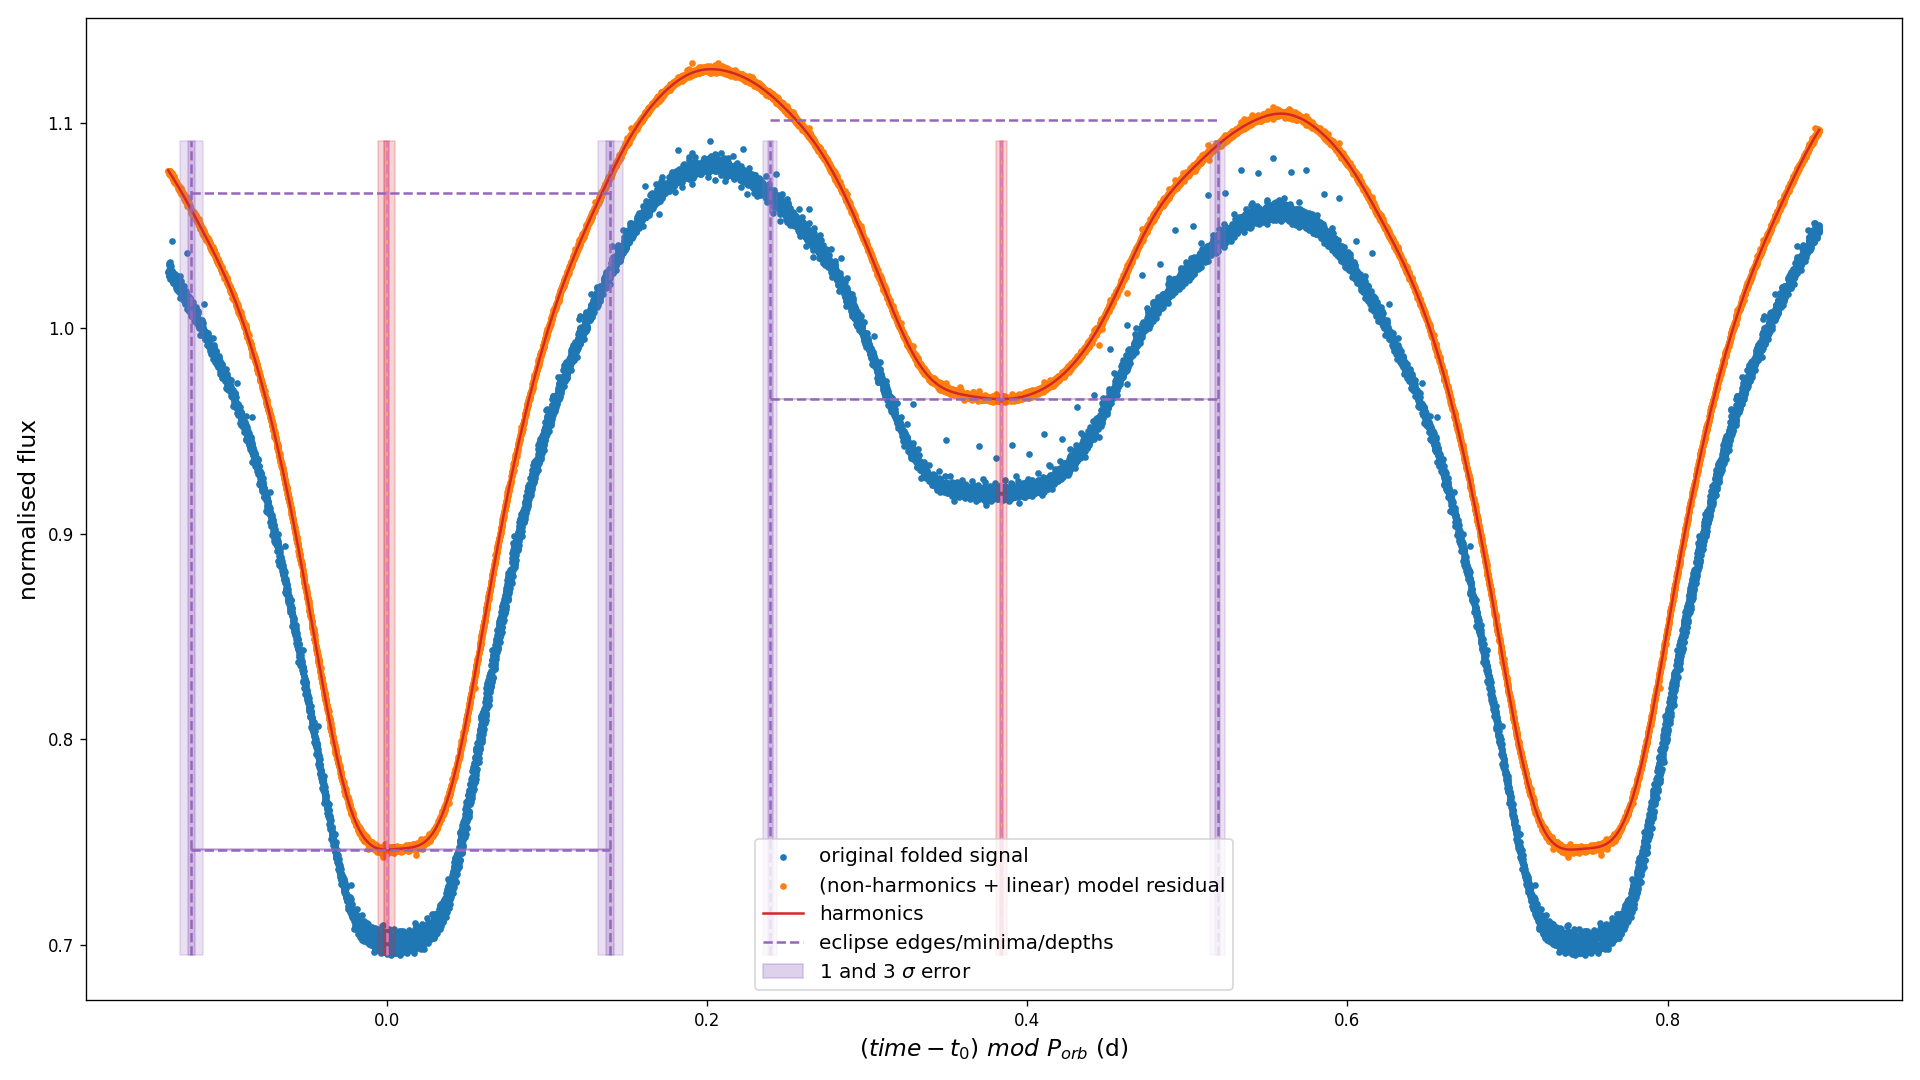 normalised flux
1.1
1.0
0.9
0.8
0.7
original folded signal
(non-harmonics + linear) model residual
harmonics
eclipse edges/minima/depths
1 and 3 σ error
0.0 0.2 0.4 0.6 0.8
(time − t₀) mod P_orb (d)